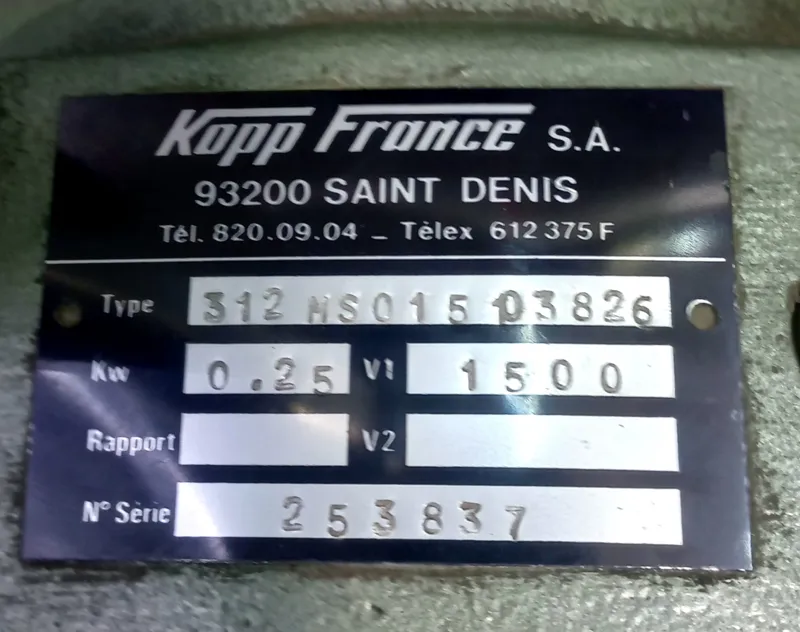 Kopp France S.A.
93200 SAINT DENIS
Tél. 820.09.04 - Télex 612 375 F
Type 312 MS015 03826
Kw 0.25 V1 1500
Rapport V2
N° Série 253837